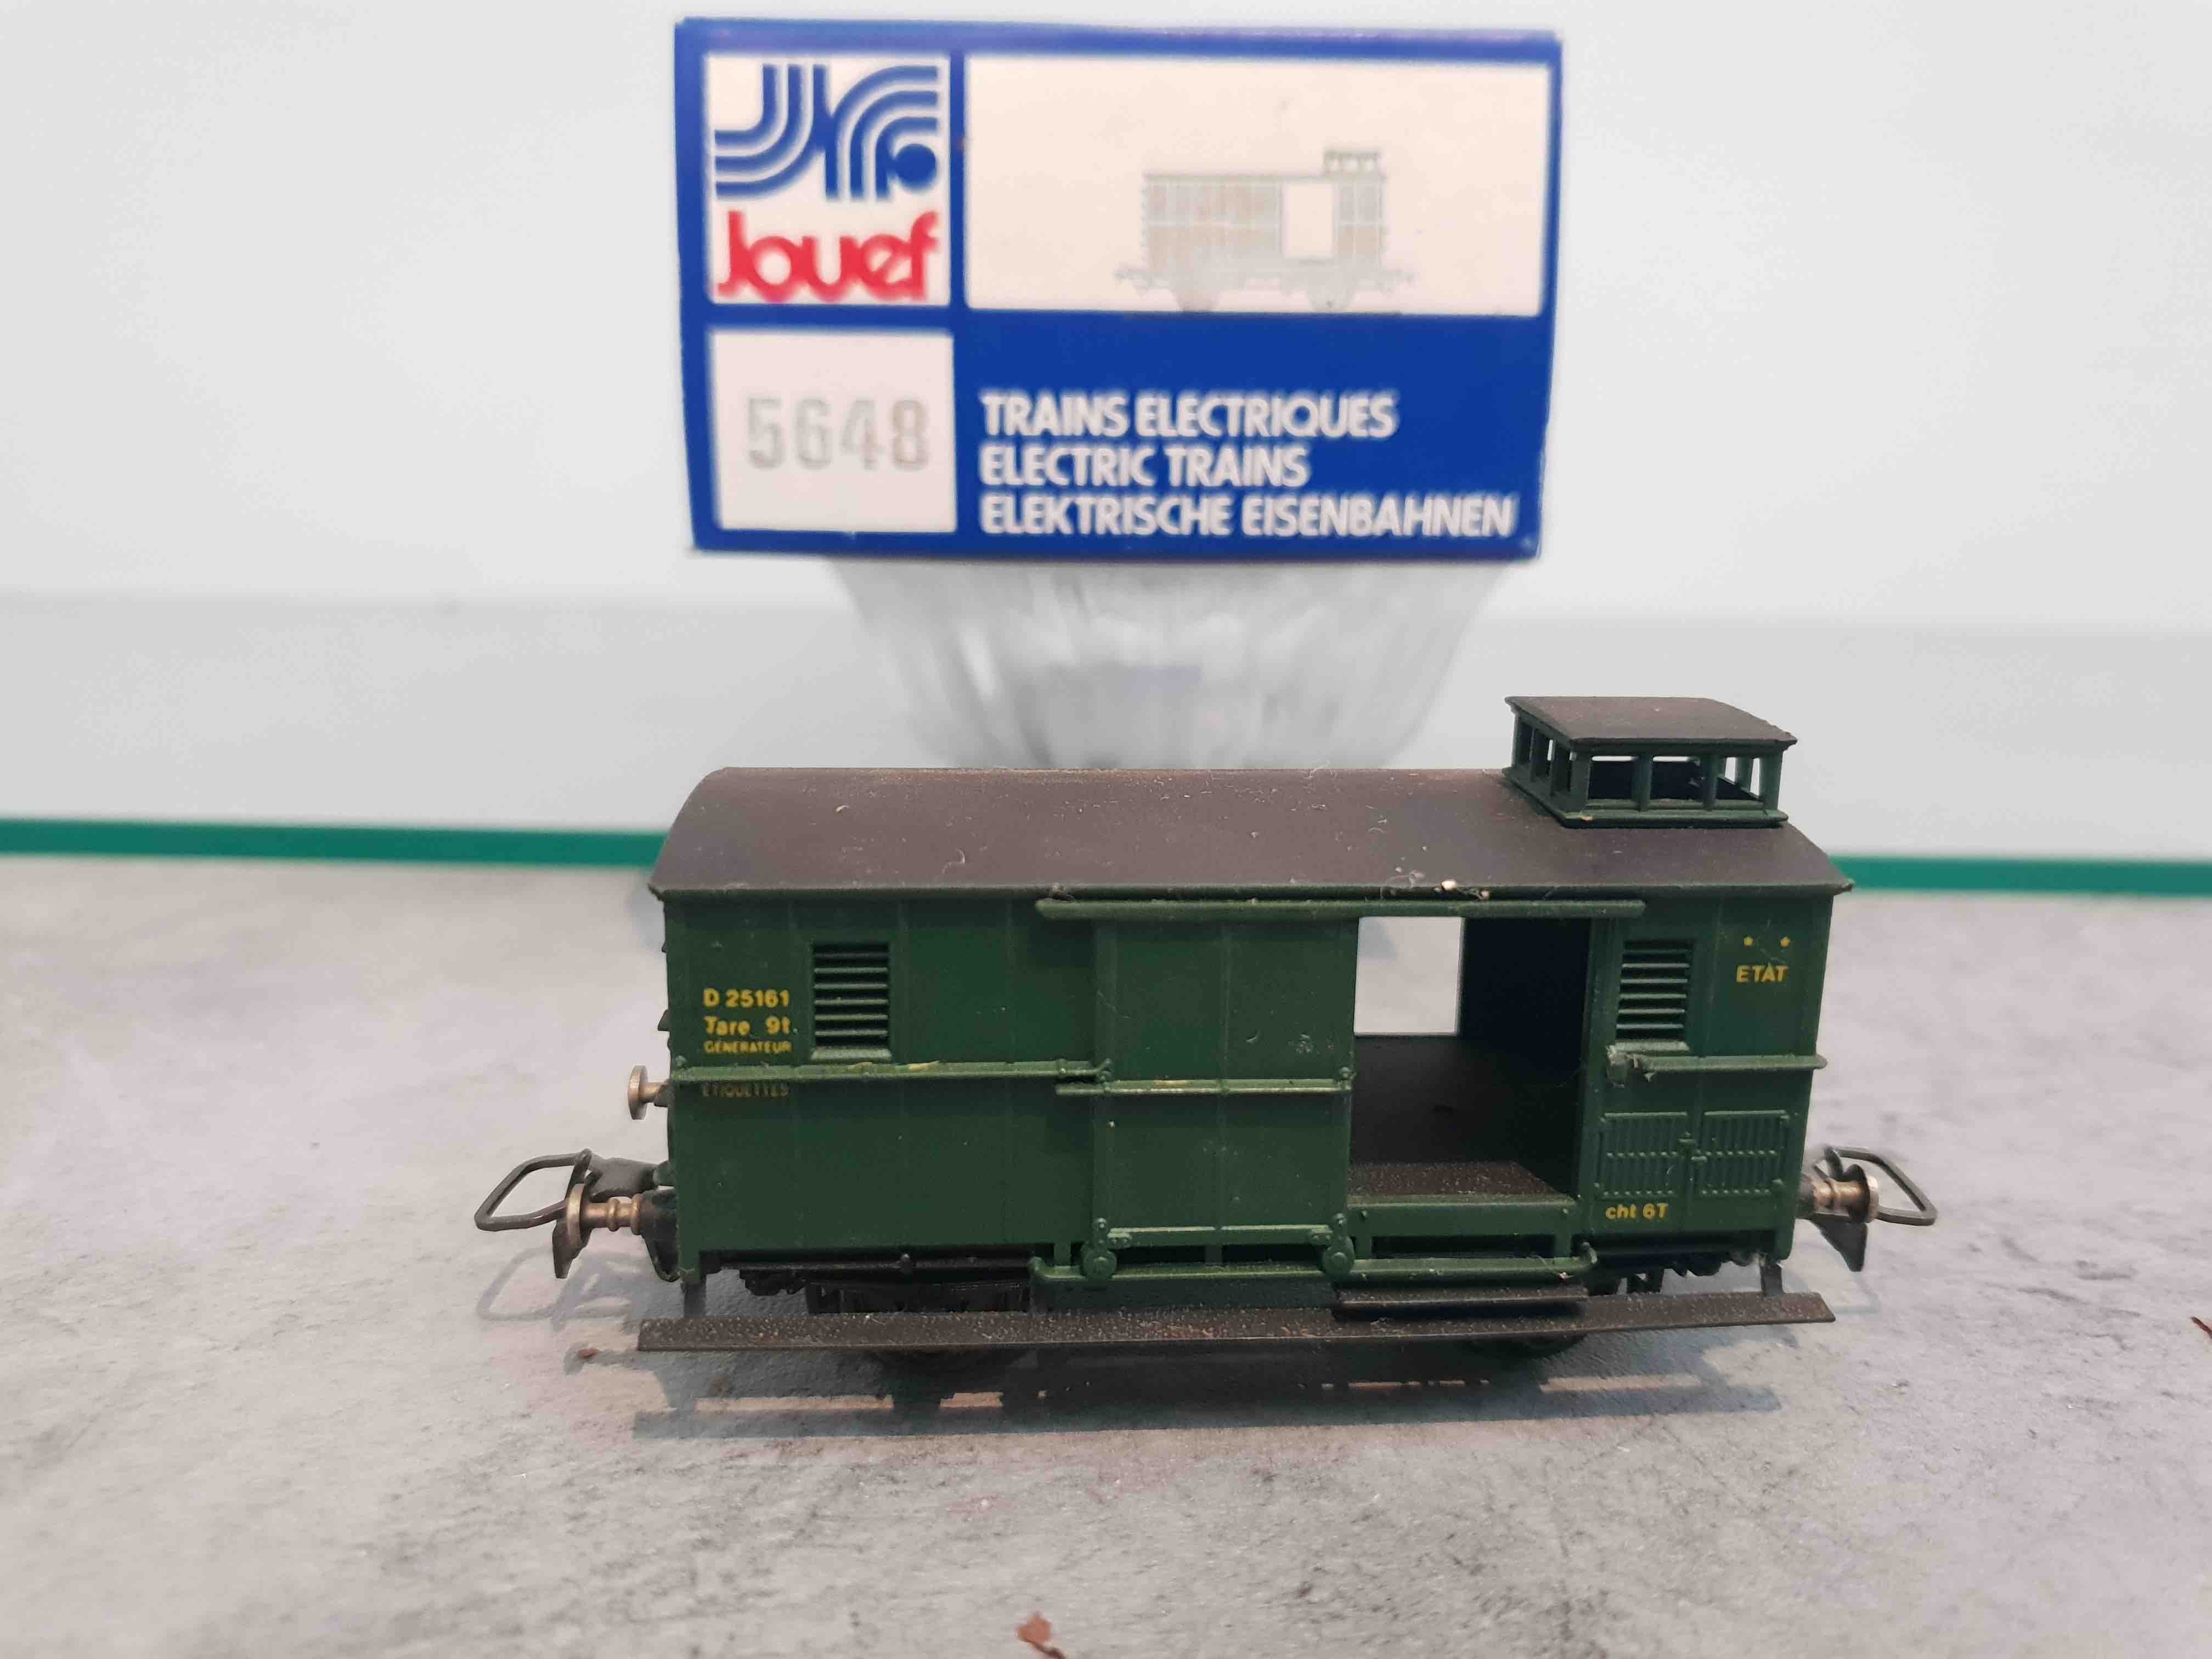 Jouef
5648
TRAINS ELECTRIQUES
ELECTRIC TRAINS
ELEKTRISCHE EISENBAHNEN
D 25161
Tare 9t.
GÉNÉRATEUR
ETIQUETTES
* *
ETAT
cht 6T